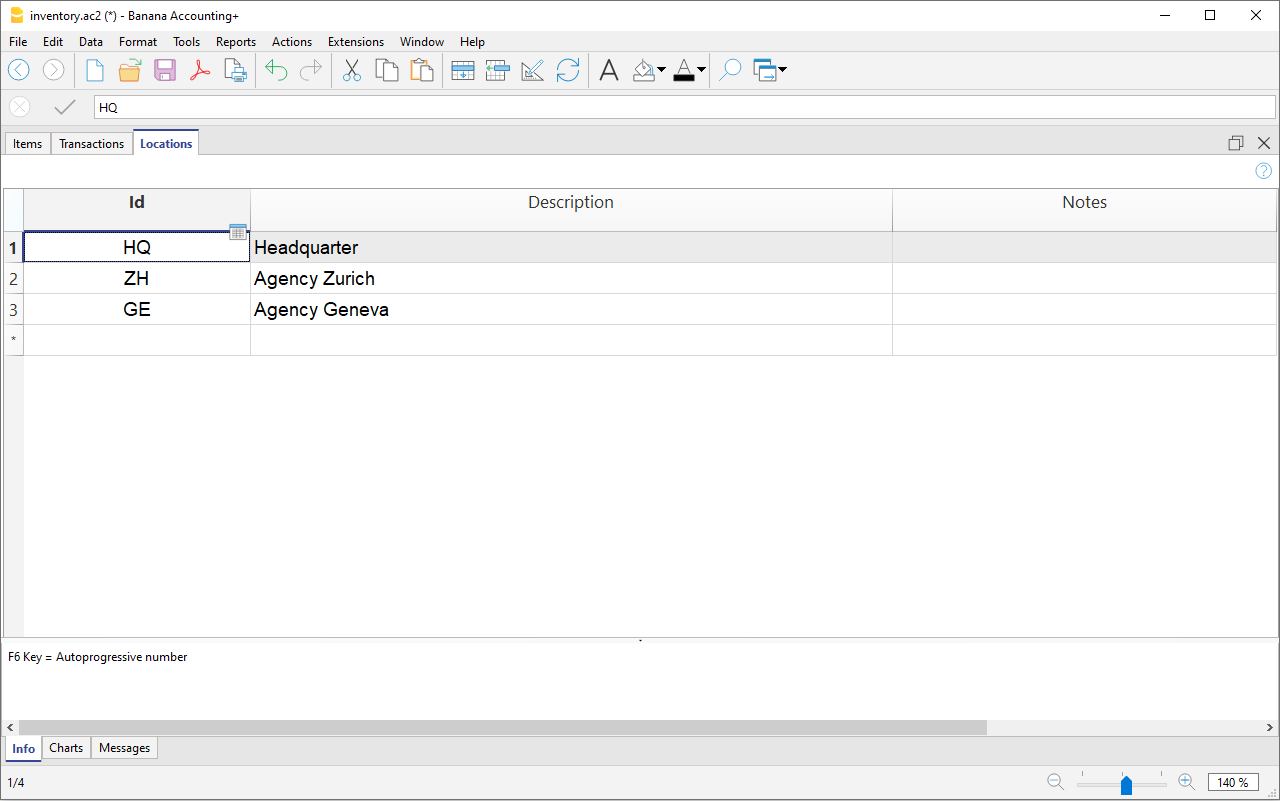 inventory.ac2 (*) - Banana Accounting+
File Edit Data Format Tools Reports Actions Extensions Window Help
HQ
Items Transactions Locations
Id Description Notes
1 HQ Headquarter
2 ZH Agency Zurich
3 GE Agency Geneva
*
F6 Key = Autoprogressive number
Info Charts Messages
1/4 140 %